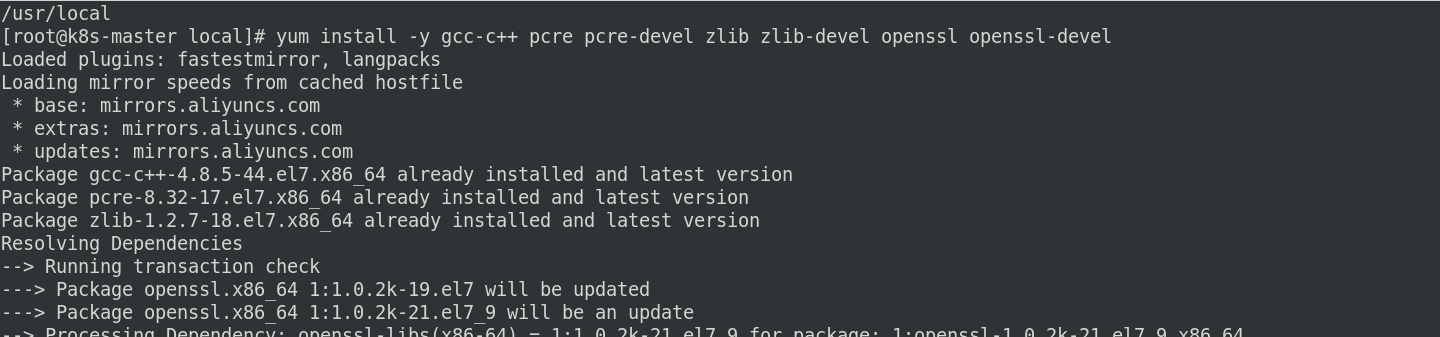 /usr/local
[root@k8s-master local]# yum install -y gcc-c++ pcre pcre-devel zlib zlib-devel openssl openssl-devel
Loaded plugins: fastestmirror, langpacks
Loading mirror speeds from cached hostfile
 * base: mirrors.aliyuncs.com
 * extras: mirrors.aliyuncs.com
 * updates: mirrors.aliyuncs.com
Package gcc-c++-4.8.5-44.el7.x86_64 already installed and latest version
Package pcre-8.32-17.el7.x86_64 already installed and latest version
Package zlib-1.2.7-18.el7.x86_64 already installed and latest version
Resolving Dependencies
--> Running transaction check
---> Package openssl.x86_64 1:1.0.2k-19.el7 will be updated
---> Package openssl.x86_64 1:1.0.2k-21.el7_9 will be an update
--> Processing Dependency: openssl-libs(x86-64) = 1:1.0.2k-21.el7_9 for package: 1:openssl-1.0.2k-21.el7_9.x86_64